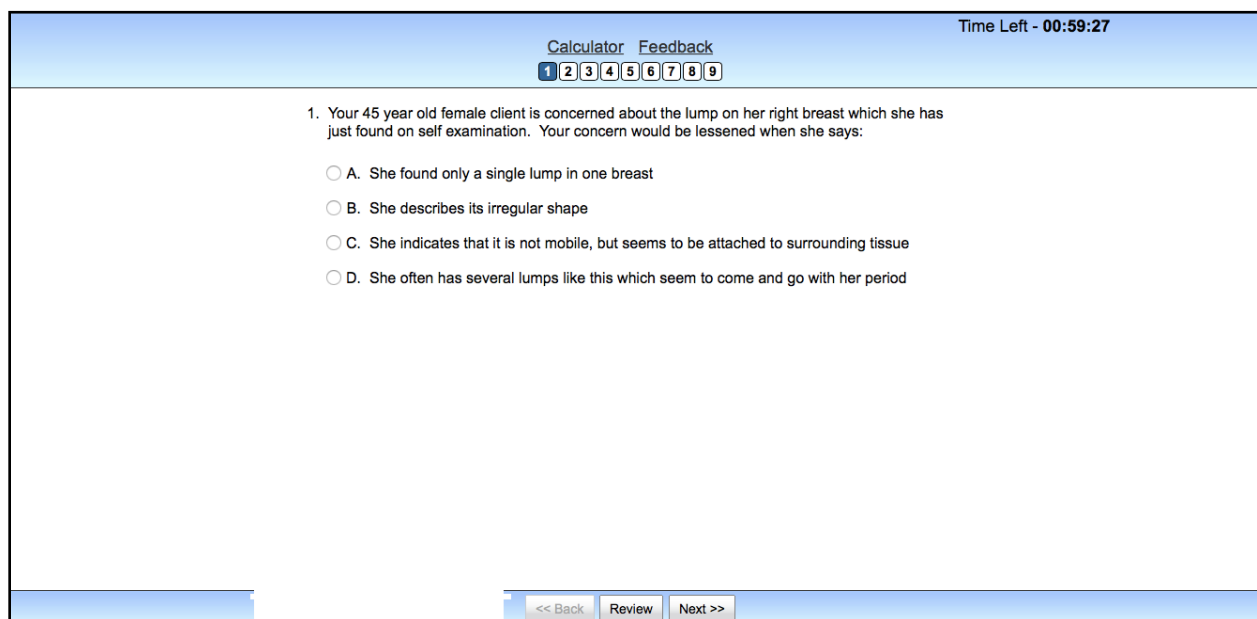 Time Left - 00:59:27
Calculator Feedback
1 2 3 4 5 6 7 8 9
1. Your 45 year old female client is concerned about the lump on her right breast which she has
just found on self examination. Your concern would be lessened when she says:
A. She found only a single lump in one breast
B. She describes its irregular shape
C. She indicates that it is not mobile, but seems to be attached to surrounding tissue
D. She often has several lumps like this which seem to come and go with her period
<< Back Review Next >>